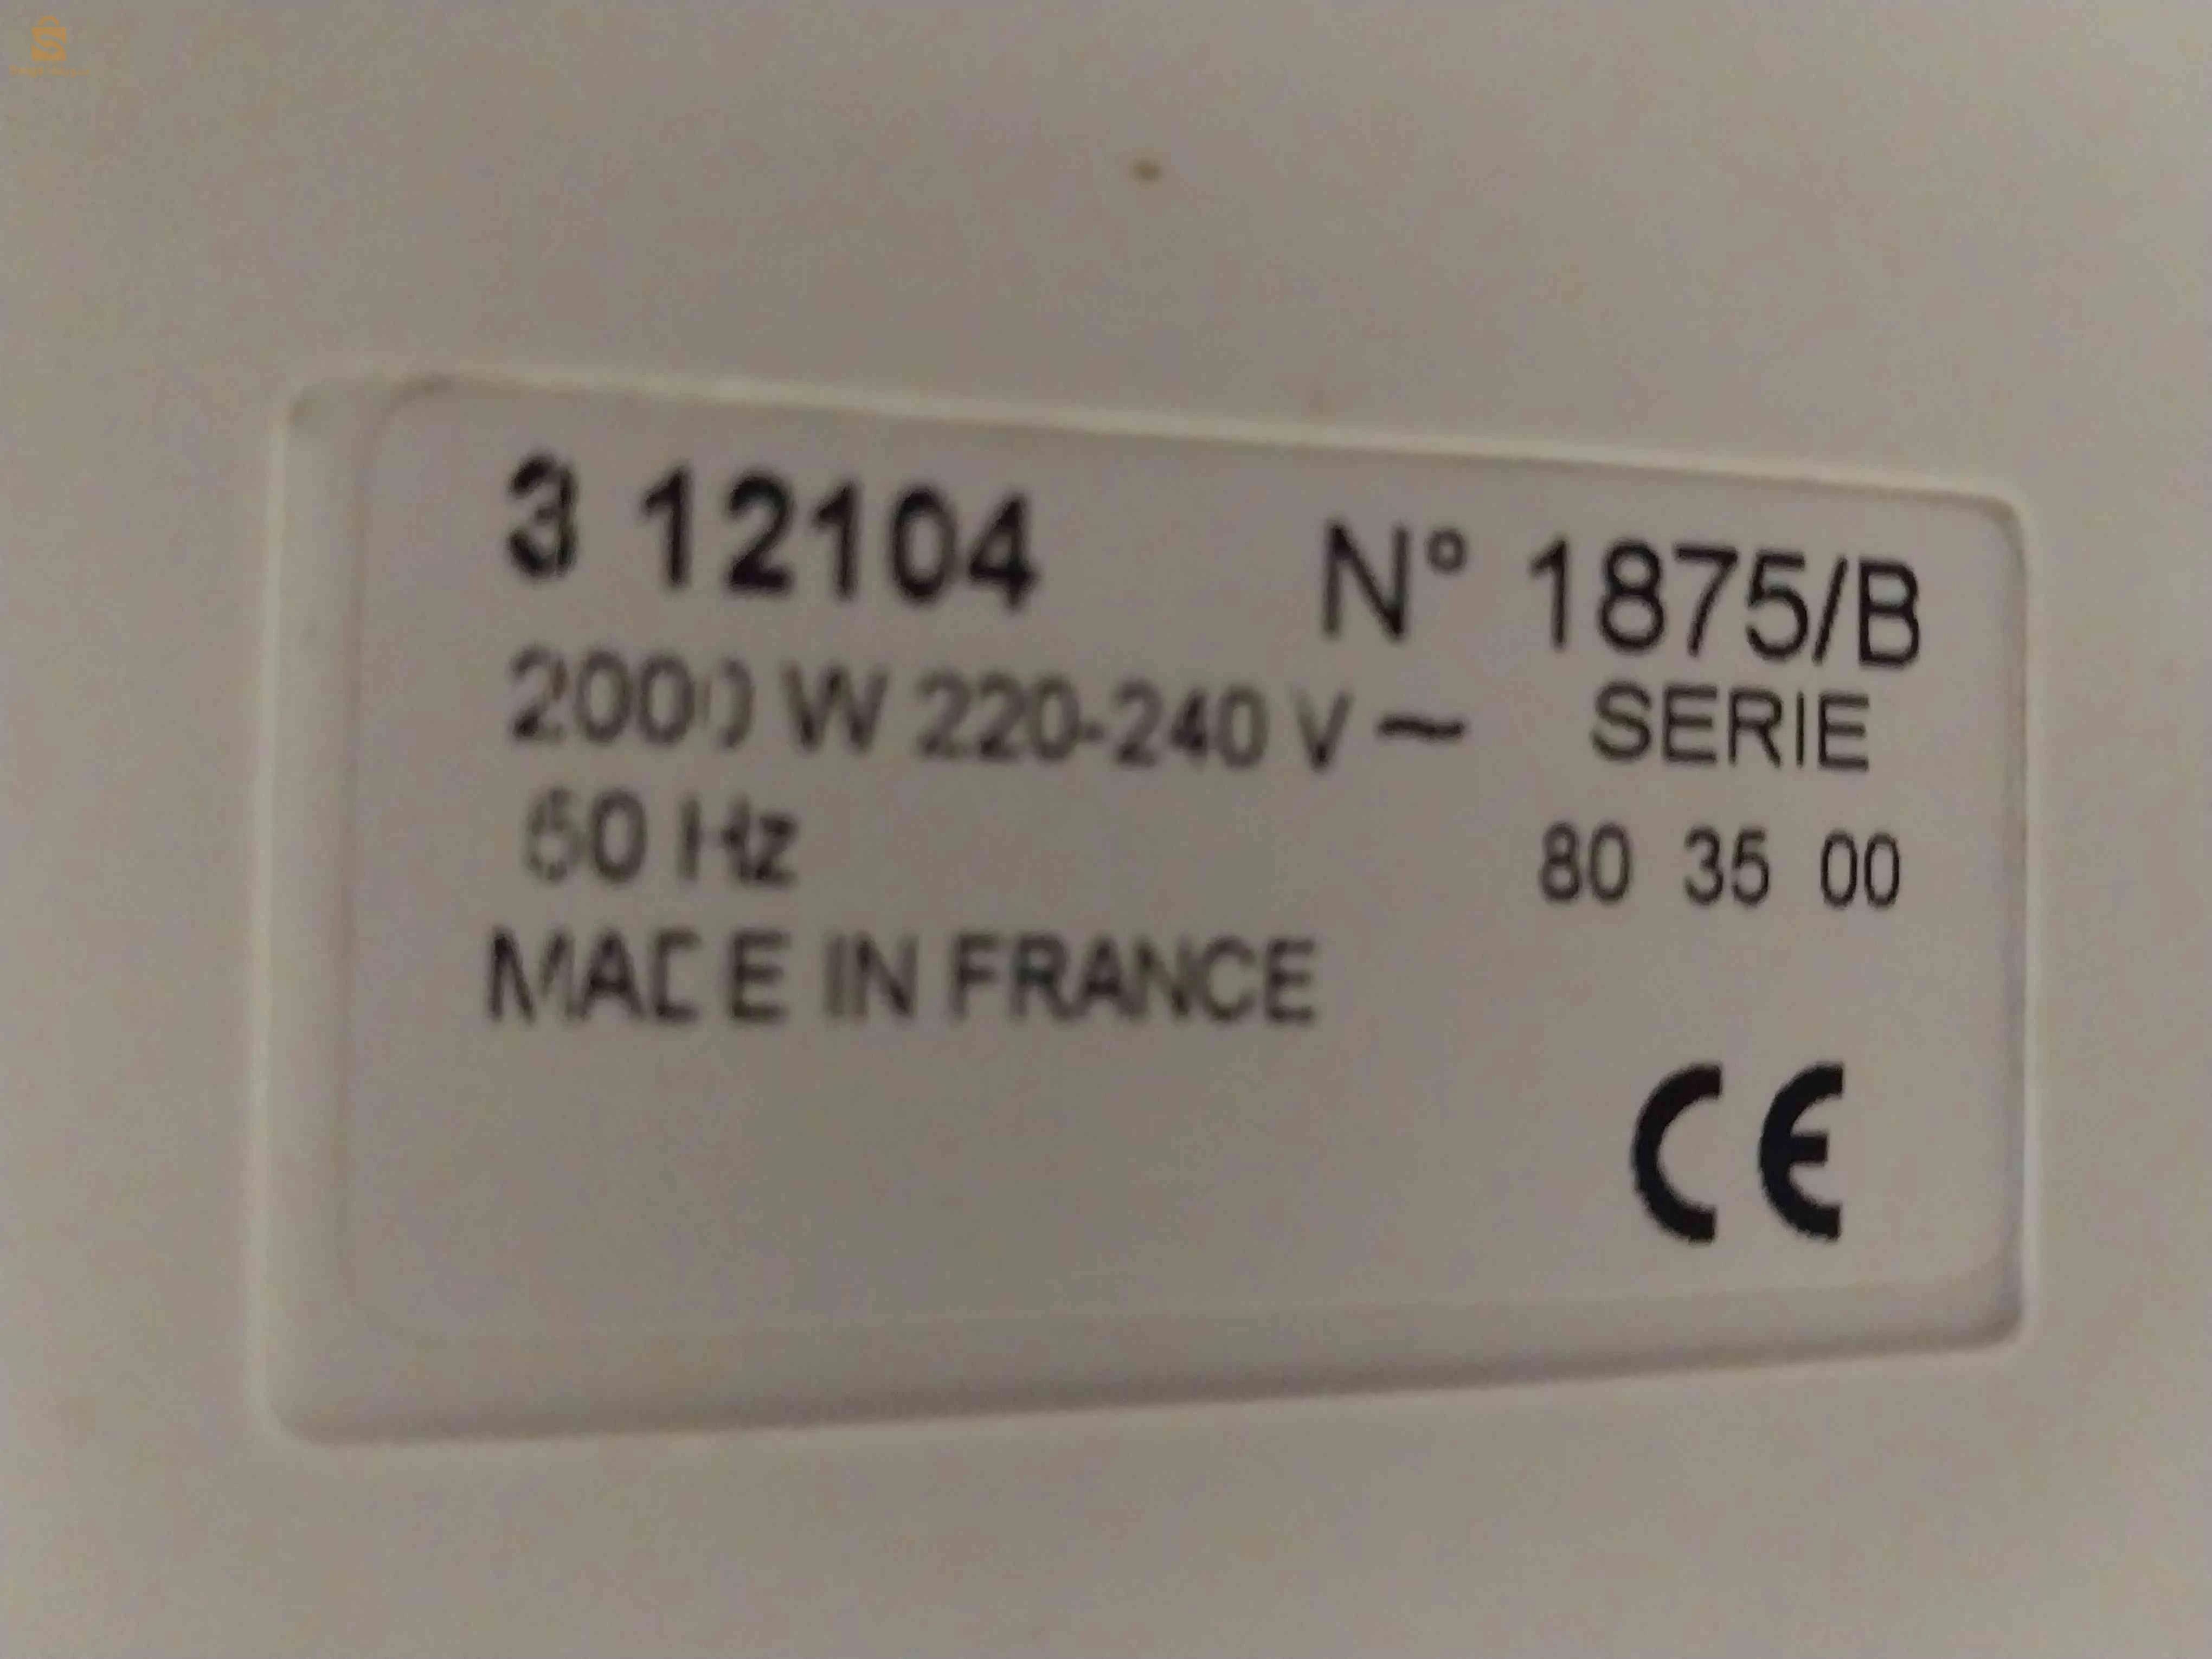 3 12104 N° 1875/B
2000 W 220-240 V ~ SERIE
50 Hz 80 35 00
MADE IN FRANCE
CE